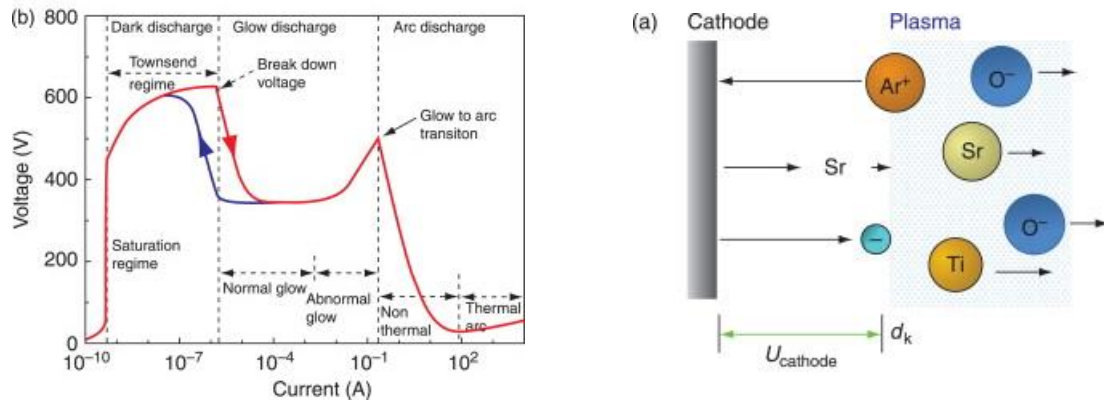 (b)
Dark discharge
Glow discharge
Arc discharge
Townsend
regime
Break down
voltage
Glow to arc
transiton
Saturation
regime
Normal glow
Abnormal
glow
Non
thermal
Thermal
arc
Voltage (V)
800
600
400
200
0
10⁻¹⁰
10⁻⁷
10⁻⁴
10⁻¹
10²
Current (A)
(a)
Cathode
Plasma
Ar⁺
O⁻
Sr
Sr
O⁻
−
Ti
dₖ
U_cathode